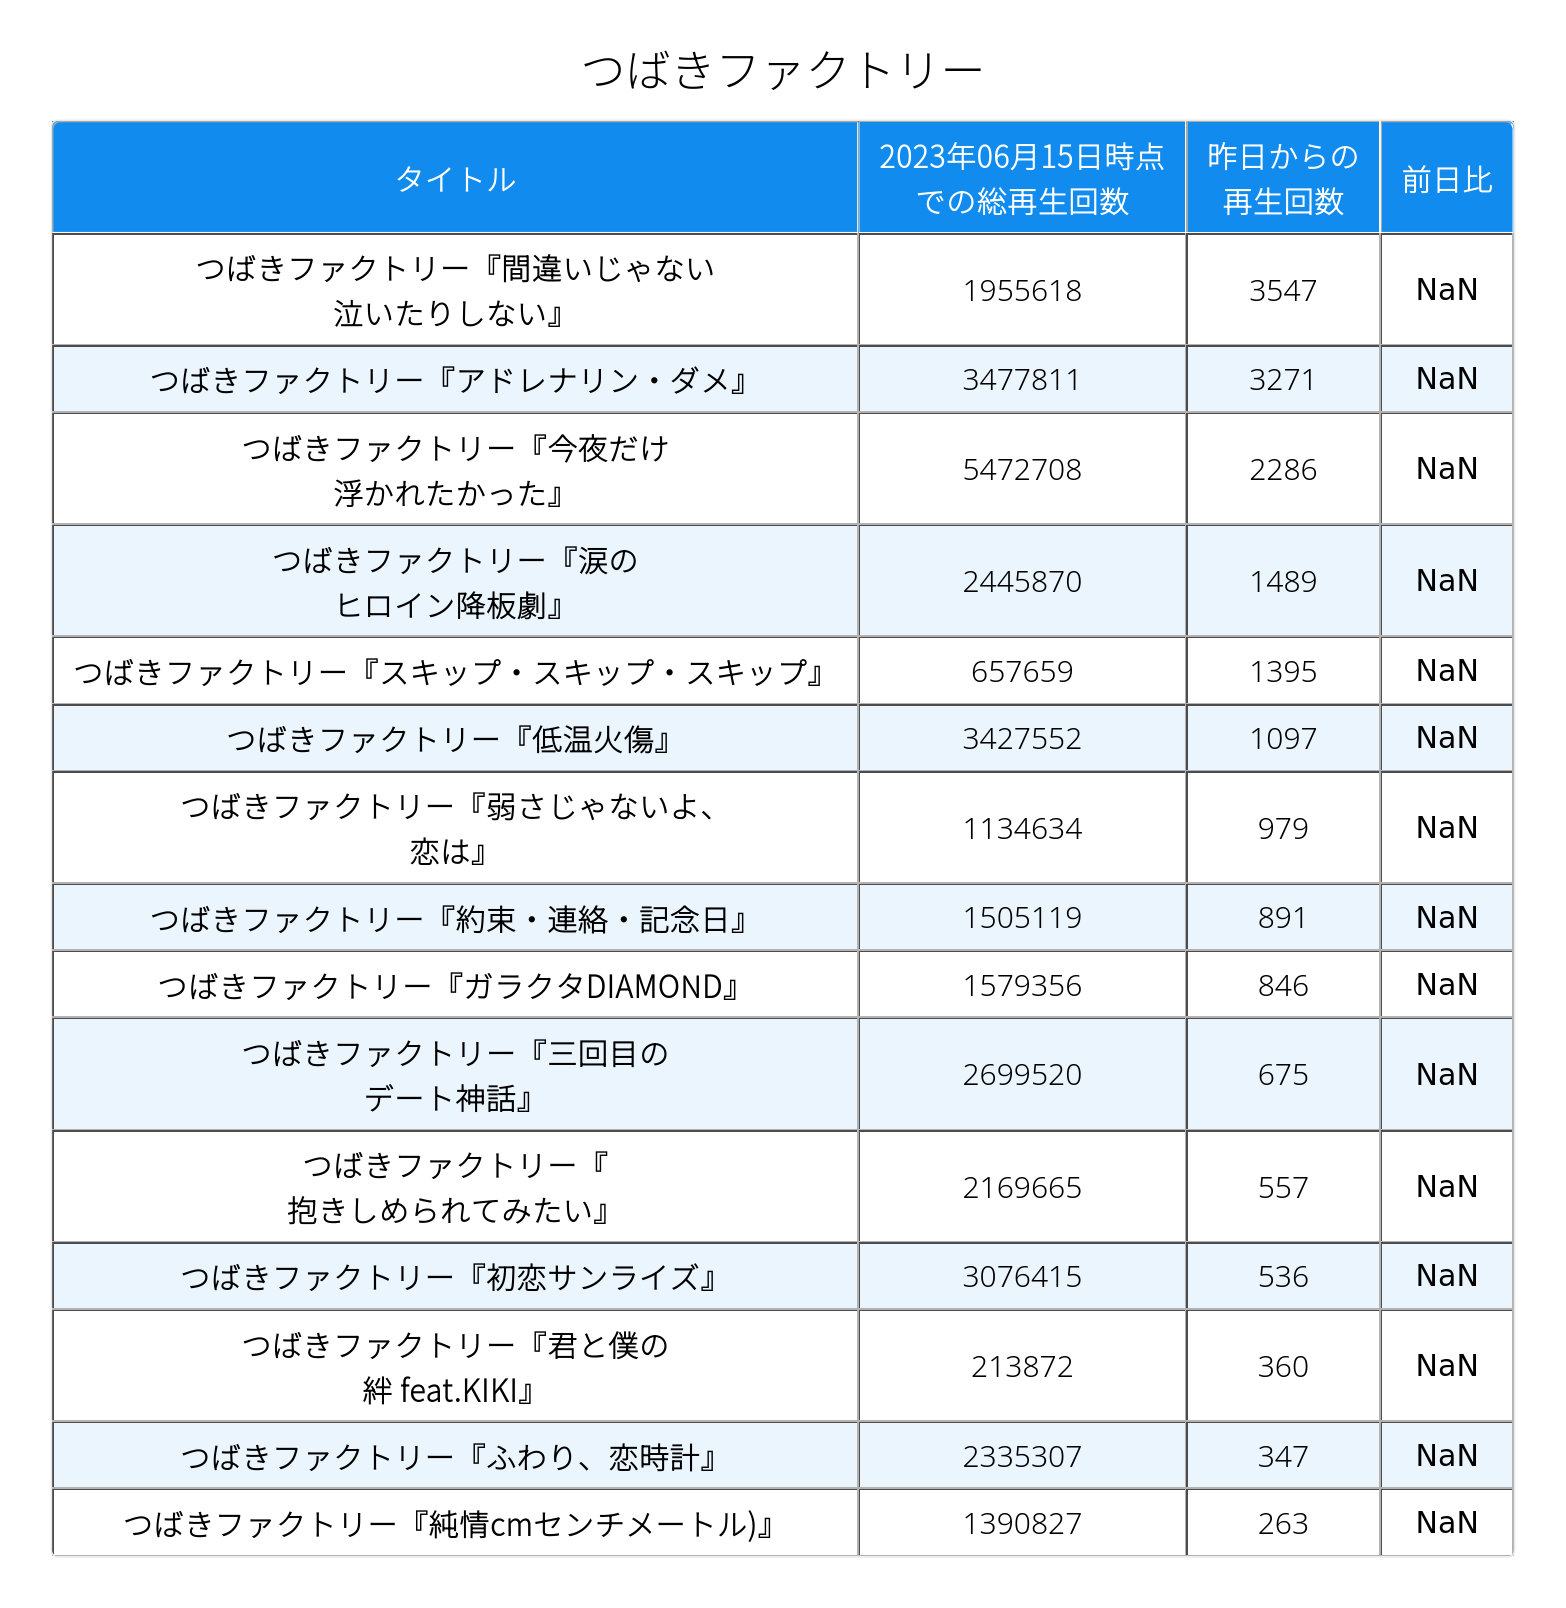 つばきファクトリー
タイトル
2023年06月15日時点
での総再生回数
昨日からの
再生回数
前日比
つばきファクトリー『間違いじゃない
泣いたりしない』
1955618
3547
NaN
つばきファクトリー『アドレナリン・ダメ』
3477811
3271
NaN
つばきファクトリー『今夜だけ
浮かれたかった』
5472708
2286
NaN
つばきファクトリー『涙の
ヒロイン降板劇』
2445870
1489
NaN
つばきファクトリー『スキップ・スキップ・スキップ』
657659
1395
NaN
つばきファクトリー『低温火傷』
3427552
1097
NaN
つばきファクトリー『弱さじゃないよ、
恋は』
1134634
979
NaN
つばきファクトリー『約束・連絡・記念日』
1505119
891
NaN
つばきファクトリー『ガラクタDIAMOND』
1579356
846
NaN
つばきファクトリー『三回目の
デート神話』
2699520
675
NaN
つばきファクトリー『
抱きしめられてみたい』
2169665
557
NaN
つばきファクトリー『初恋サンライズ』
3076415
536
NaN
つばきファクトリー『君と僕の
絆 feat.KIKI』
213872
360
NaN
つばきファクトリー『ふわり、恋時計』
2335307
347
NaN
つばきファクトリー『純情cmセンチメートル)』
1390827
263
NaN